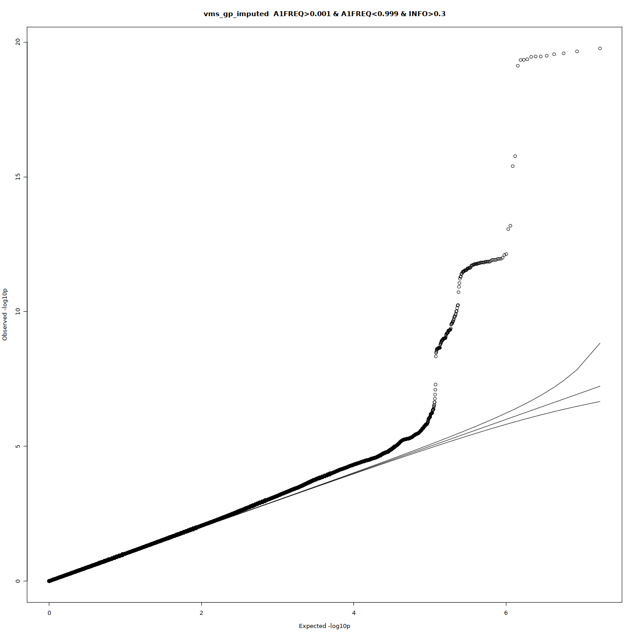 vms_gp_imputed A1FREQ>0.001 & A1FREQ<0.999 & INFO>0.3
20
15
10
5
0
Observed -log10p
0 2 4 6
Expected -log10p